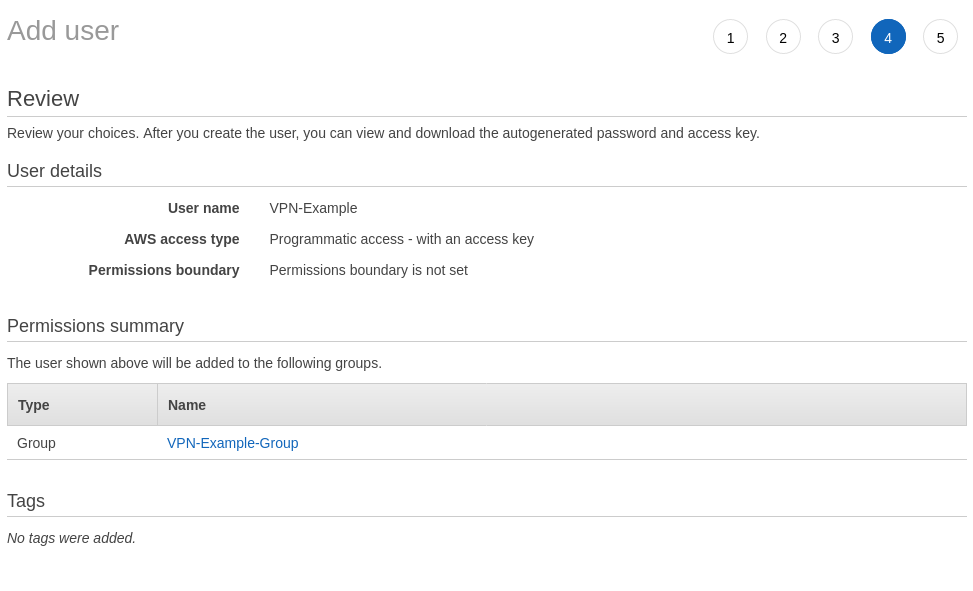 Add user
1 2 3 4 5
Review
Review your choices. After you create the user, you can view and download the autogenerated password and access key.
User details
User name VPN-Example
AWS access type Programmatic access - with an access key
Permissions boundary Permissions boundary is not set
Permissions summary
The user shown above will be added to the following groups.
Type Name
Group VPN-Example-Group
Tags
No tags were added.